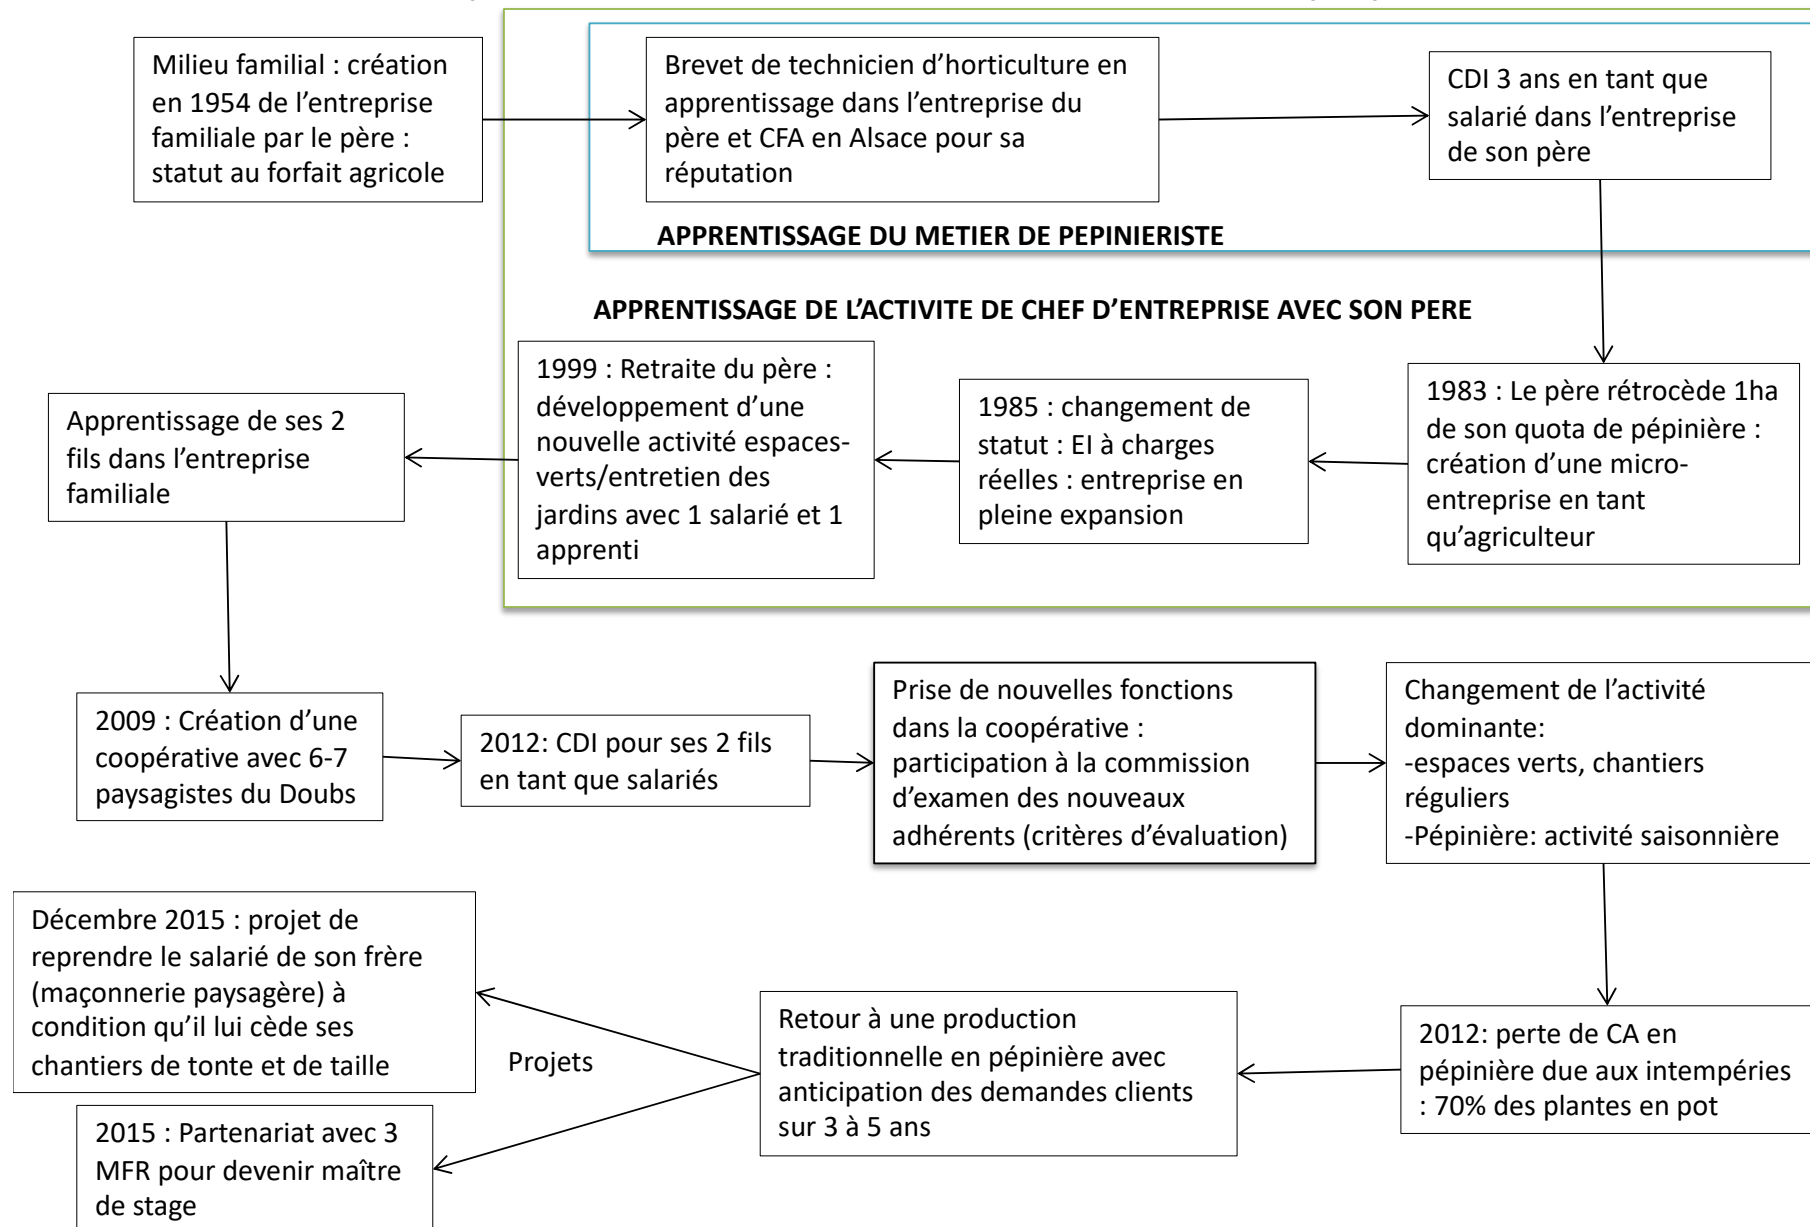 Milieu familial : création
en 1954 de l'entreprise
familiale par le père :
statut au forfait agricole
Brevet de technicien d'horticulture en
apprentissage dans l'entreprise du
père et CFA en Alsace pour sa
réputation
CDI 3 ans en tant que
salarié dans l'entreprise
de son père
APPRENTISSAGE DU METIER DE PEPINIERISTE
APPRENTISSAGE DE L'ACTIVITE DE CHEF D'ENTREPRISE AVEC SON PERE
1983 : Le père rétrocède 1ha
de son quota de pépinière :
création d'une micro-
entreprise en tant
qu'agriculteur
1985 : changement de
statut : EI à charges
réelles : entreprise en
pleine expansion
1999 : Retraite du père :
développement d'une
nouvelle activité espaces-
verts/entretien des
jardins avec 1 salarié et 1
apprenti
Apprentissage de ses 2
fils dans l'entreprise
familiale
2009 : Création d'une
coopérative avec 6-7
paysagistes du Doubs
2012: CDI pour ses 2 fils
en tant que salariés
Prise de nouvelles fonctions
dans la coopérative :
participation à la commission
d'examen des nouveaux
adhérents (critères d'évaluation)
Changement de l'activité
dominante:
-espaces verts, chantiers
réguliers
-Pépinière: activité saisonnière
2012: perte de CA en
pépinière due aux intempéries
: 70% des plantes en pot
Retour à une production
traditionnelle en pépinière avec
anticipation des demandes clients
sur 3 à 5 ans
Projets
Décembre 2015 : projet de
reprendre le salarié de son frère
(maçonnerie paysagère) à
condition qu'il lui cède ses
chantiers de tonte et de taille
2015 : Partenariat avec 3
MFR pour devenir maître
de stage